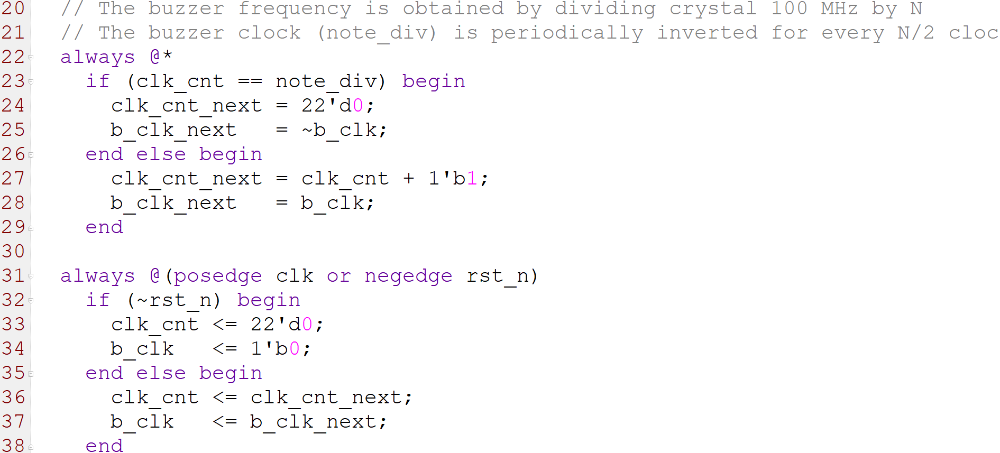 20 // The buzzer frequency is obtained by dividing crystal 100 MHz by N
21 // The buzzer clock (note_div) is periodically inverted for every N/2 cloc
22 always @*
23 if (clk_cnt == note_div) begin
24 clk_cnt_next = 22'd0;
25 b_clk_next = ~b_clk;
26 end else begin
27 clk_cnt_next = clk_cnt + 1'b1;
28 b_clk_next = b_clk;
29 end
30
31 always @(posedge clk or negedge rst_n)
32 if (~rst_n) begin
33 clk_cnt <= 22'd0;
34 b_clk <= 1'b0;
35 end else begin
36 clk_cnt <= clk_cnt_next;
37 b_clk <= b_clk_next;
38 end